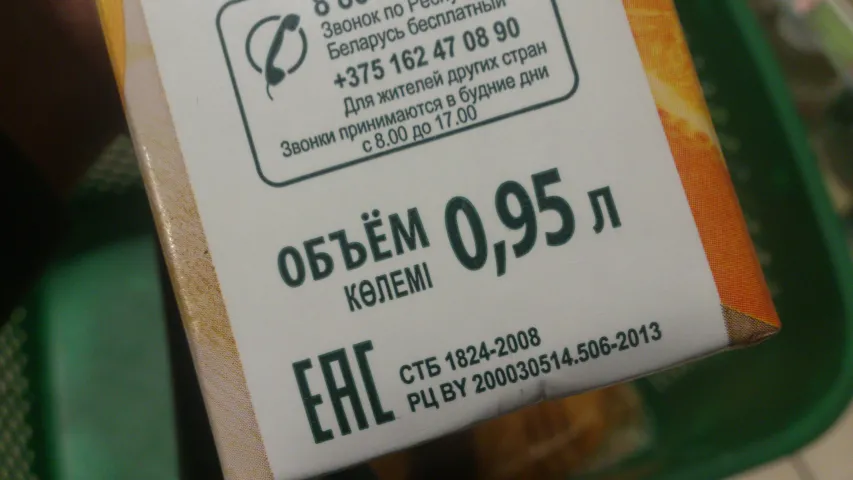 Звонок по
Беларусь бесплатный
+375 162 47 08 90
Для жителей других стран
Звонки принимаются в будние дни
с 8.00 до 17.00
ОБЪЁМ 0,95 л
КӨЛЕМІ
ЕАС
СТБ 1824-2008
РЦ BY 200030514.506-2013